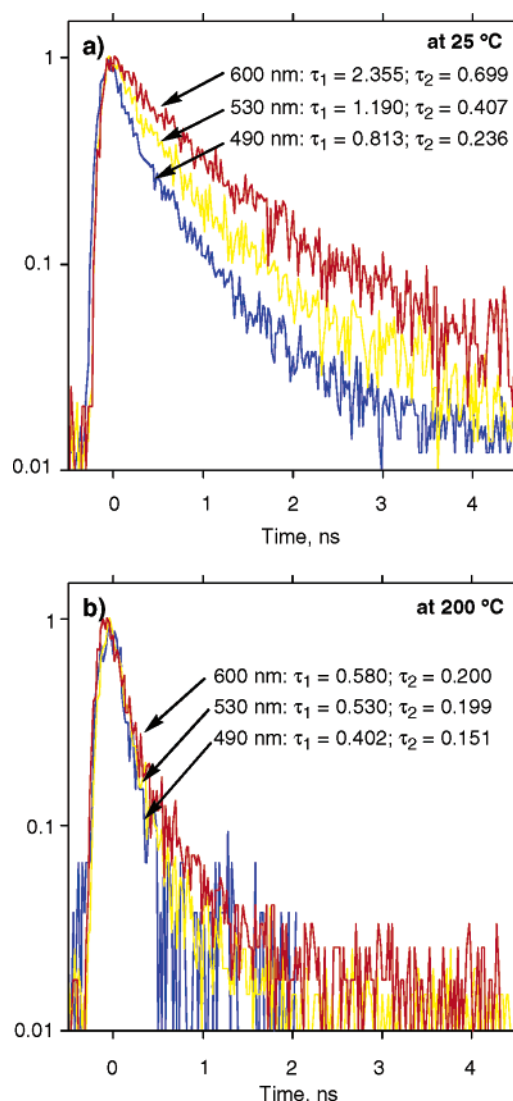 a)
at 25 ºC
600 nm: τ1 = 2.355; τ2 = 0.699
530 nm: τ1 = 1.190; τ2 = 0.407
490 nm: τ1 = 0.813; τ2 = 0.236
1
0.1
0.01
0 1 2 3 4
Time, ns
b)
at 200 ºC
600 nm: τ1 = 0.580; τ2 = 0.200
530 nm: τ1 = 0.530; τ2 = 0.199
490 nm: τ1 = 0.402; τ2 = 0.151
1
0.1
0.01
0 1 2 3 4
Time, ns